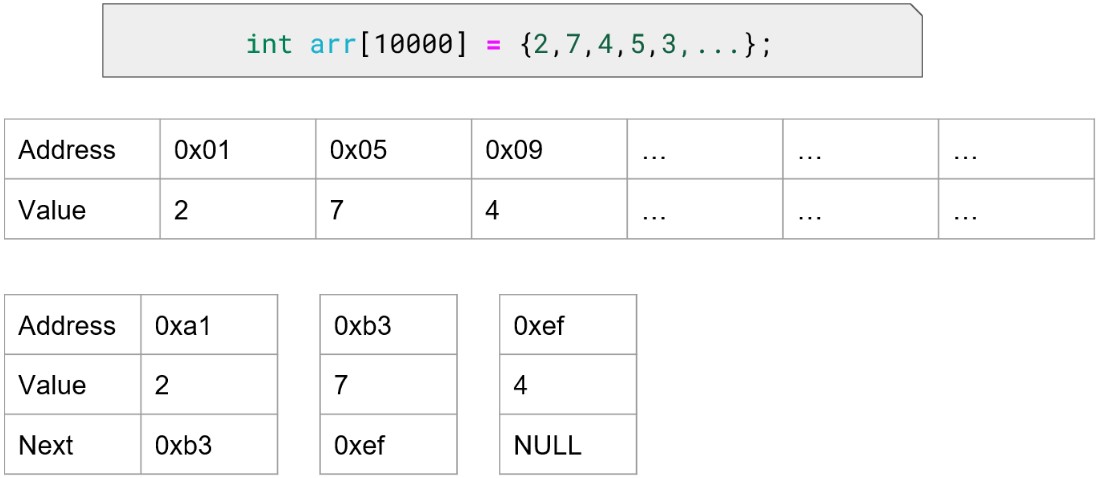 int arr[10000] = {2,7,4,5,3,...};
Address 0x01 0x05 0x09 ... ... ...
Value 2 7 4 ... ... ...
Address 0xa1 0xb3 0xef
Value 2 7 4
Next 0xb3 0xef NULL